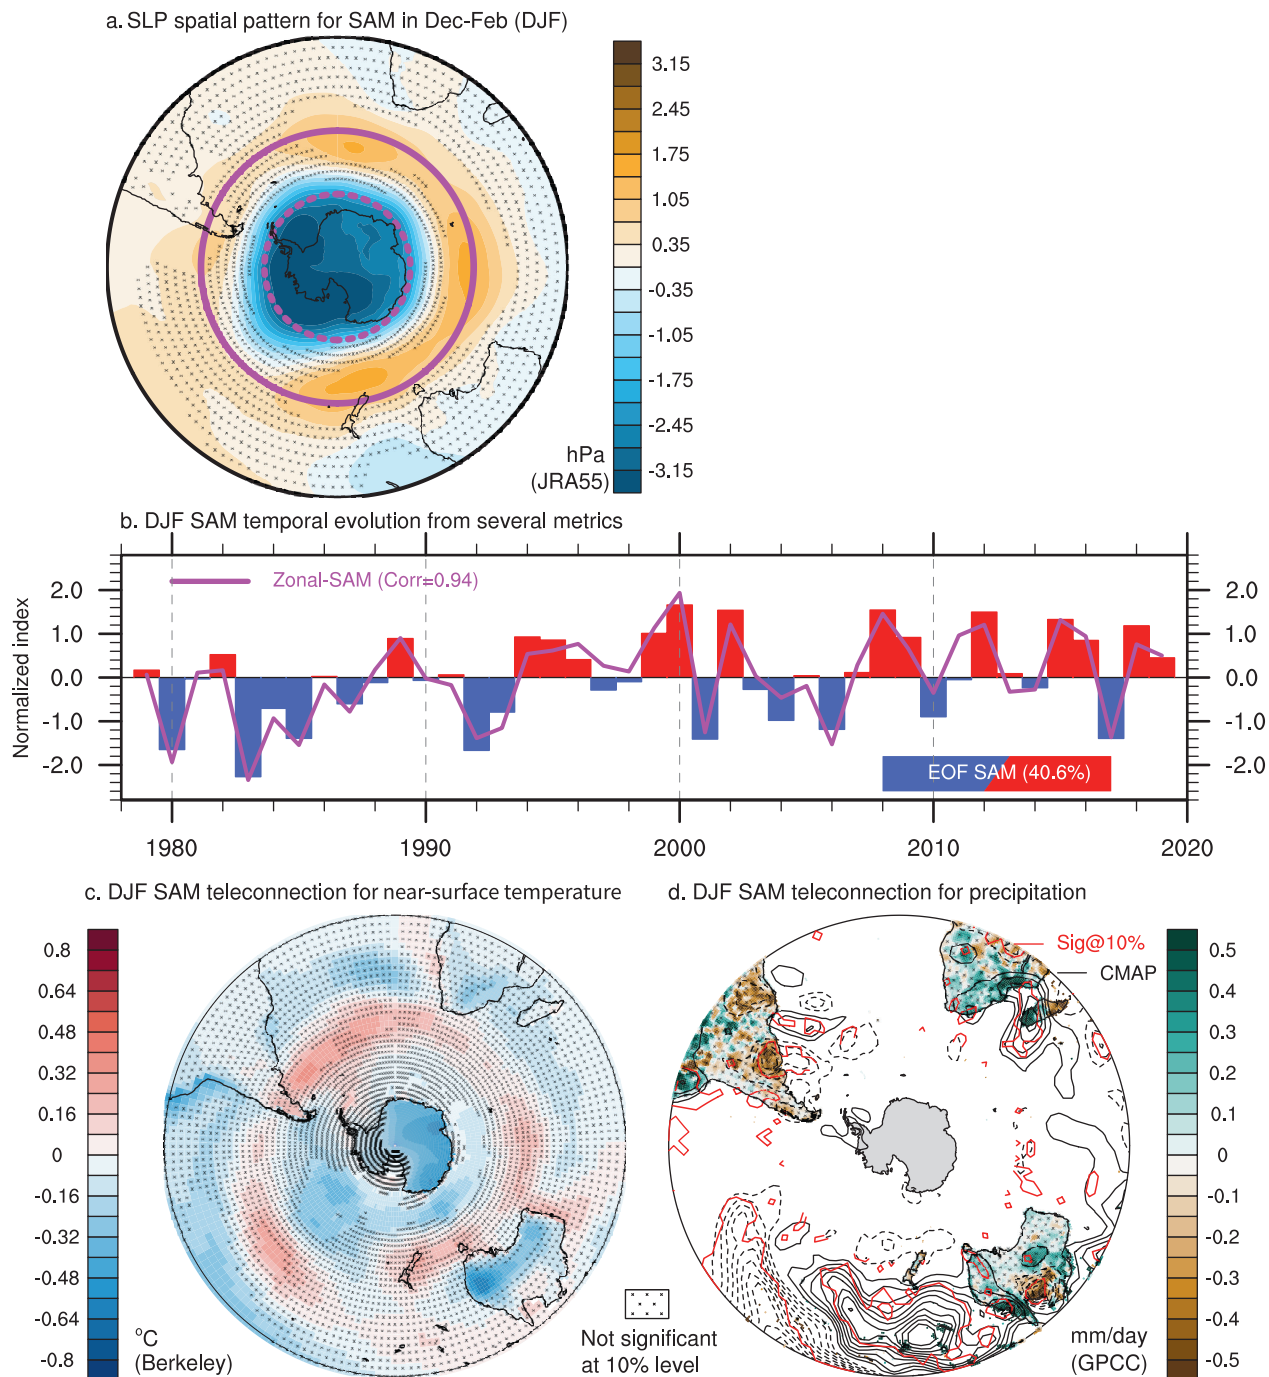 a. SLP spatial pattern for SAM in Dec-Feb (DJF)
3.15
2.45
1.75
1.05
0.35
-0.35
-1.05
-1.75
-2.45
-3.15
hPa
(JRA55)
b. DJF SAM temporal evolution from several metrics
Normalized index
2.0
1.0
0.0
-1.0
-2.0
Zonal-SAM (Corr=0.94)
EOF SAM (40.6%)
2.0
1.0
0.0
-1.0
-2.0
1980
1990
2000
2010
2020
c. DJF SAM teleconnection for near-surface temperature
0.8
0.64
0.48
0.32
0.16
0
-0.16
-0.32
-0.48
-0.64
-0.8
°C
(Berkeley)
Not significant
at 10% level
d. DJF SAM teleconnection for precipitation
Sig@10%
CMAP
0.5
0.4
0.3
0.2
0.1
0
-0.1
-0.2
-0.3
-0.4
-0.5
mm/day
(GPCC)